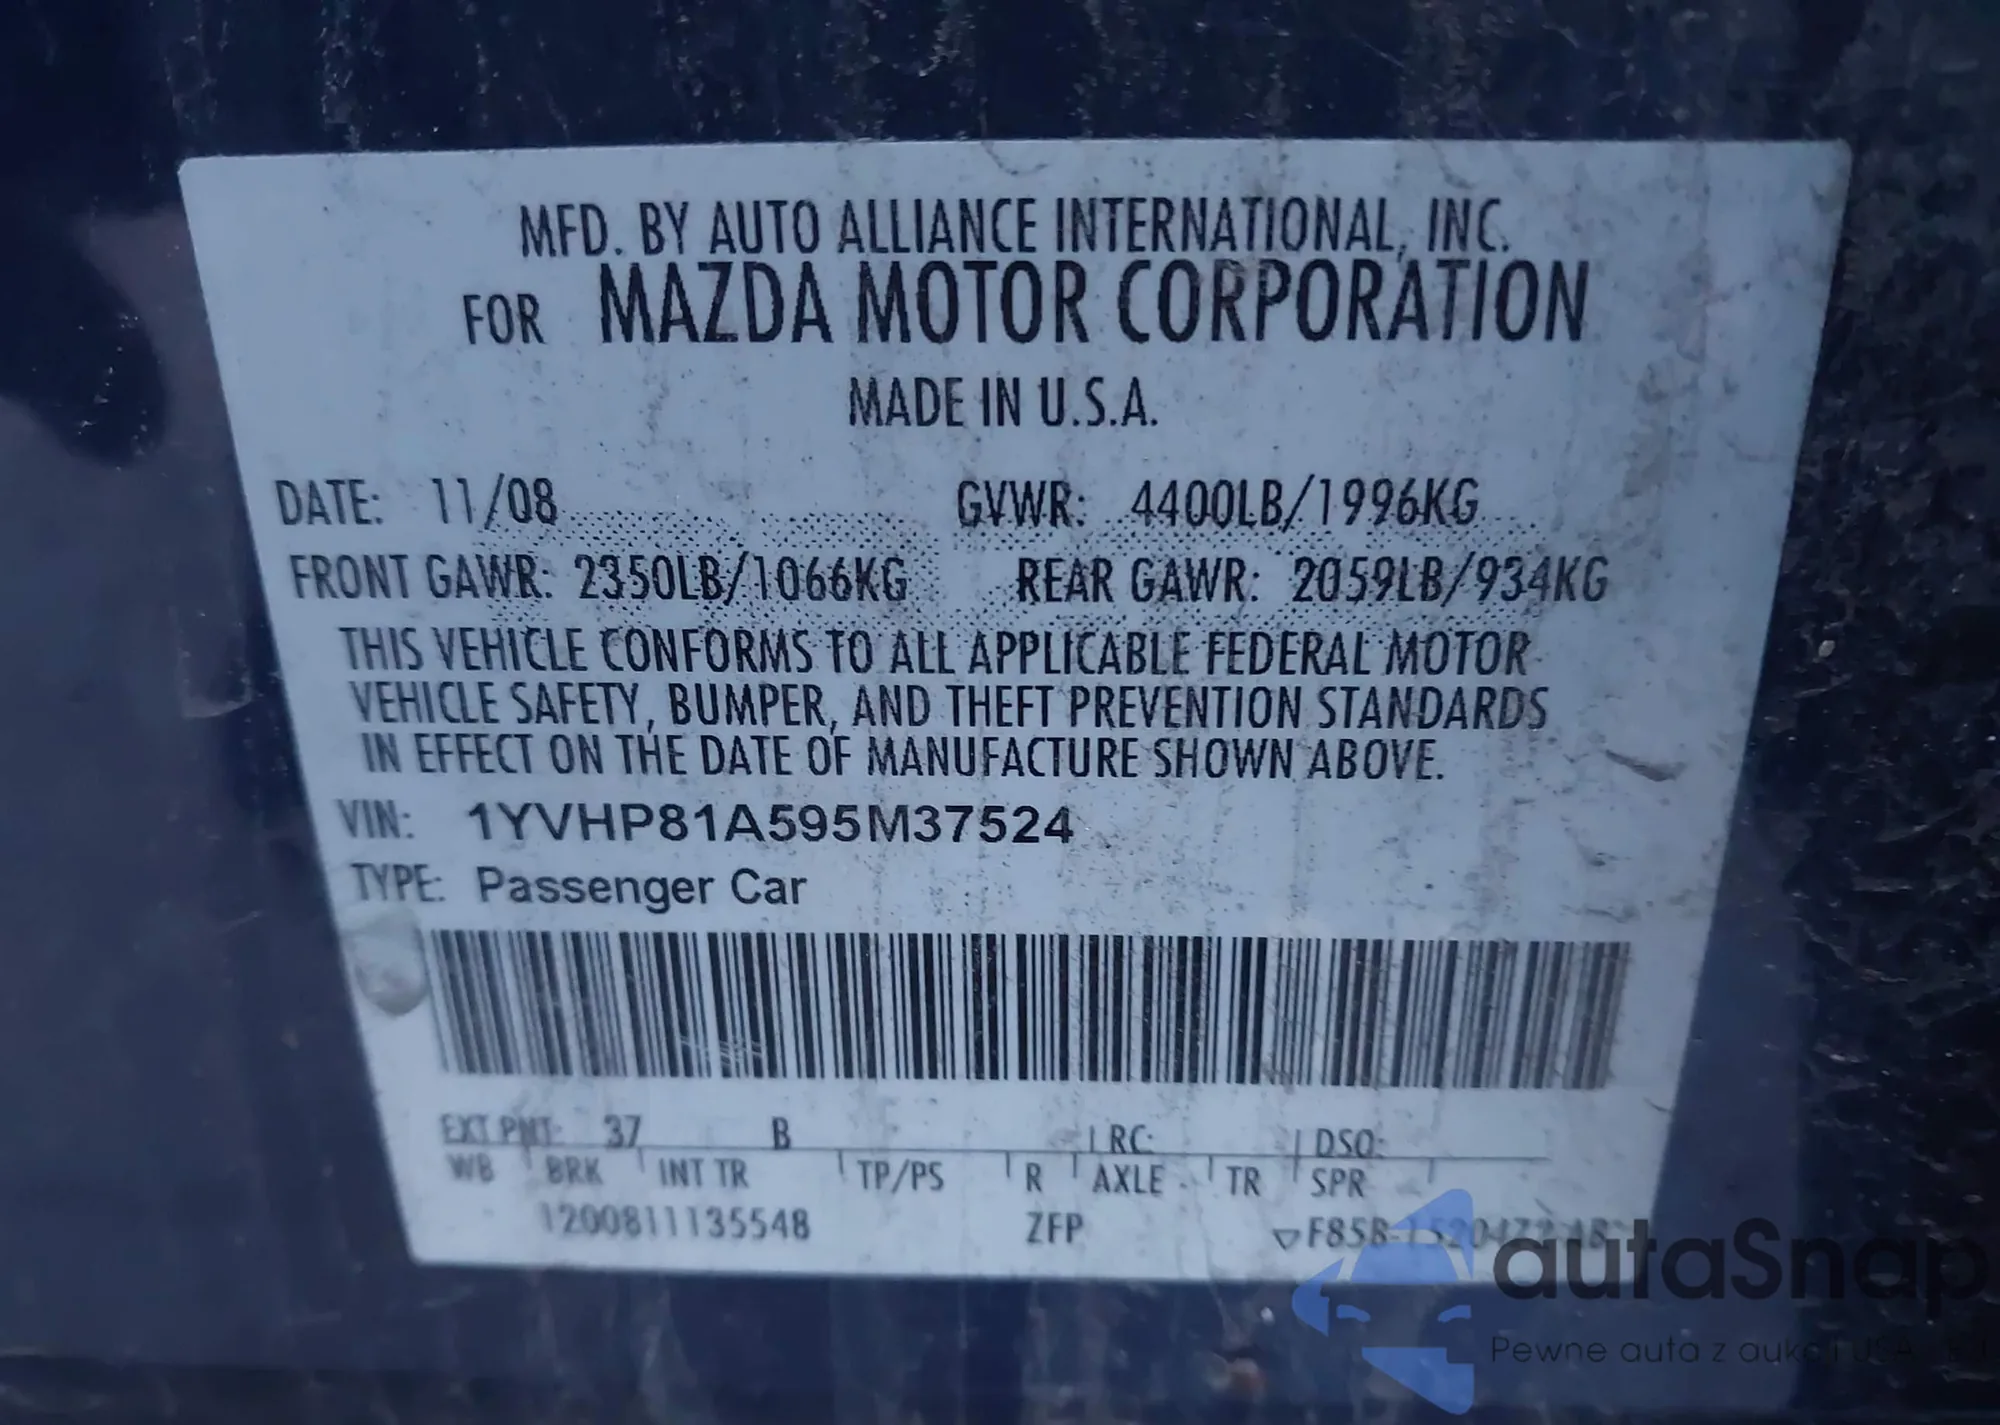 MFD. BY AUTO ALLIANCE INTERNATIONAL, INC.
FOR MAZDA MOTOR CORPORATION
MADE IN U.S.A.
DATE: 11/08 GVWR: 4400LB/1996KG
FRONT GAWR: 2350LB/1066KG REAR GAWR: 2059LB/934KG
THIS VEHICLE CONFORMS TO ALL APPLICABLE FEDERAL MOTOR
VEHICLE SAFETY, BUMPER, AND THEFT PREVENTION STANDARDS
IN EFFECT ON THE DATE OF MANUFACTURE SHOWN ABOVE.
VIN: 1YVHP81A595M37524
TYPE: Passenger Car
EXT PNT: 37 B RC: DSO:
WB BRK INT TR TP/PS R AXLE TR SPR
1200811135548 ZFP
autaSnap
Pewne auta z